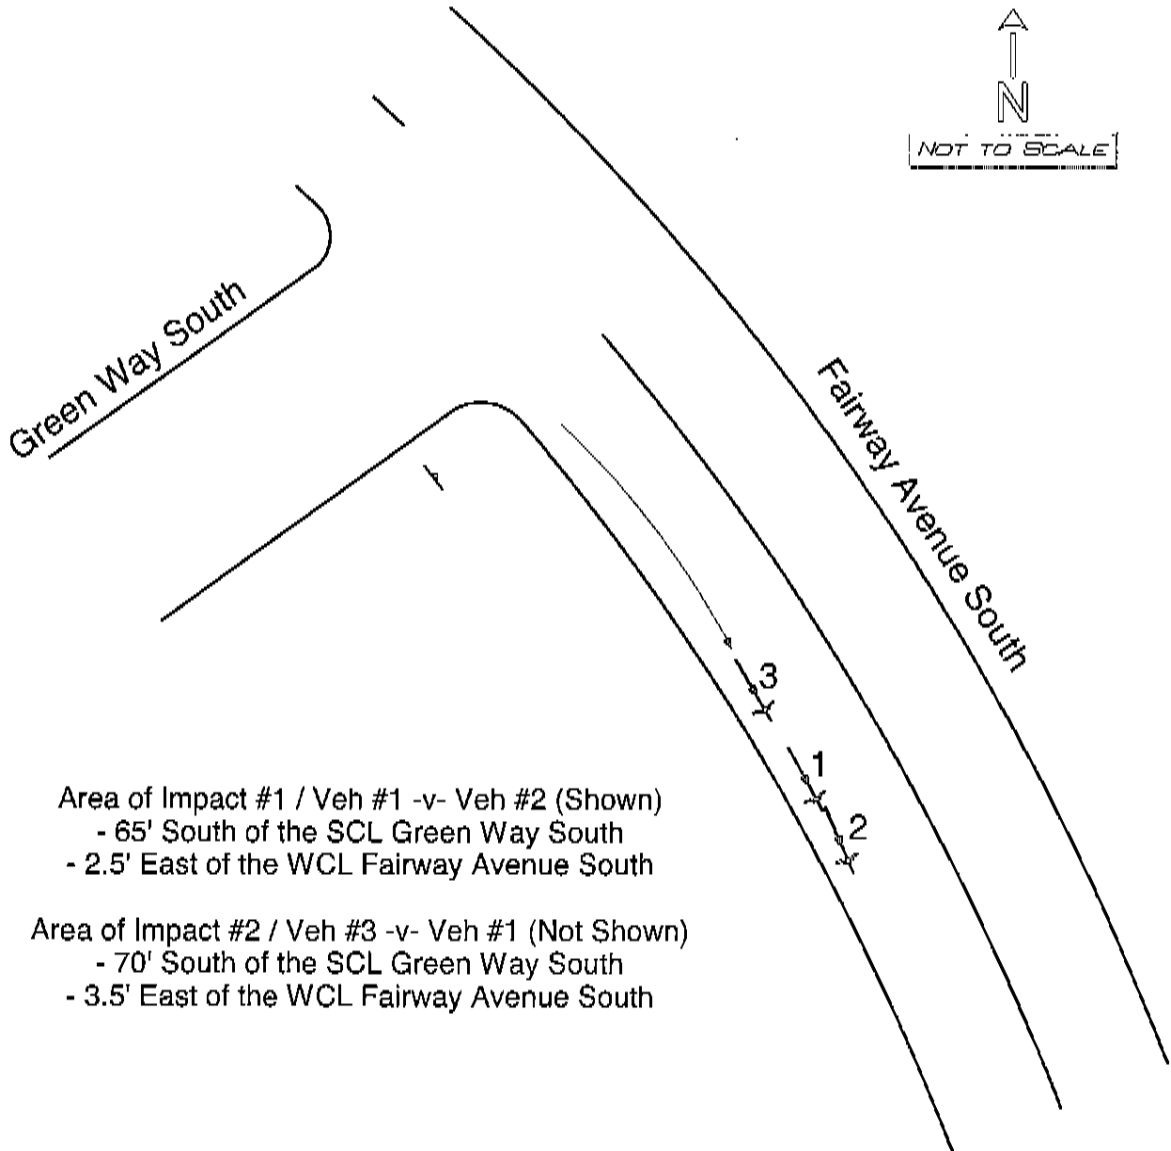 N
NOT TO SCALE
Green Way South
Fairway Avenue South
3
1
2
Area of Impact #1 / Veh #1 -v- Veh #2 (Shown)
- 65' South of the SCL Green Way South
- 2.5' East of the WCL Fairway Avenue South
Area of Impact #2 / Veh #3 -v- Veh #1 (Not Shown)
- 70' South of the SCL Green Way South
- 3.5' East of the WCL Fairway Avenue South